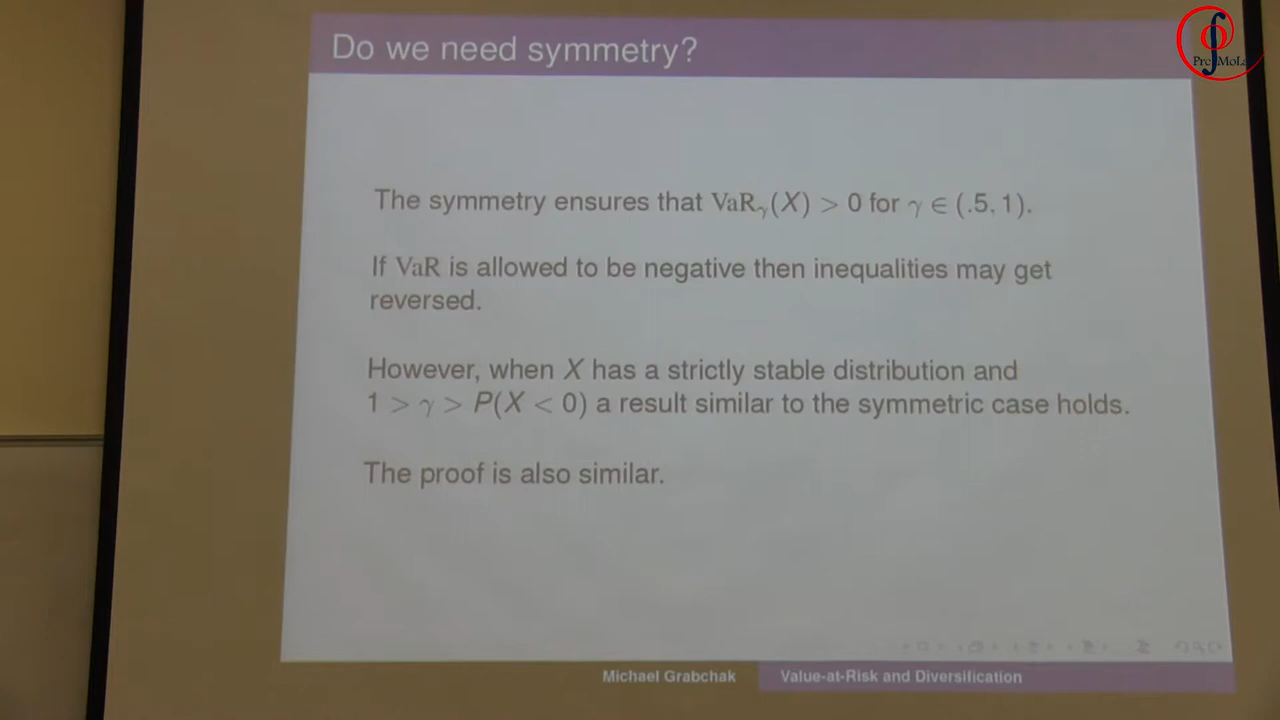 Do we need symmetry?
The symmetry ensures that VaRᵧ(X) > 0 for γ ∈ (.5, 1).
If VaR is allowed to be negative then inequalities may get
reversed.
However, when X has a strictly stable distribution and
1 > γ > P(X < 0) a result similar to the symmetric case holds.
The proof is also similar.
Michael Grabchak
Value-at-Risk and Diversification